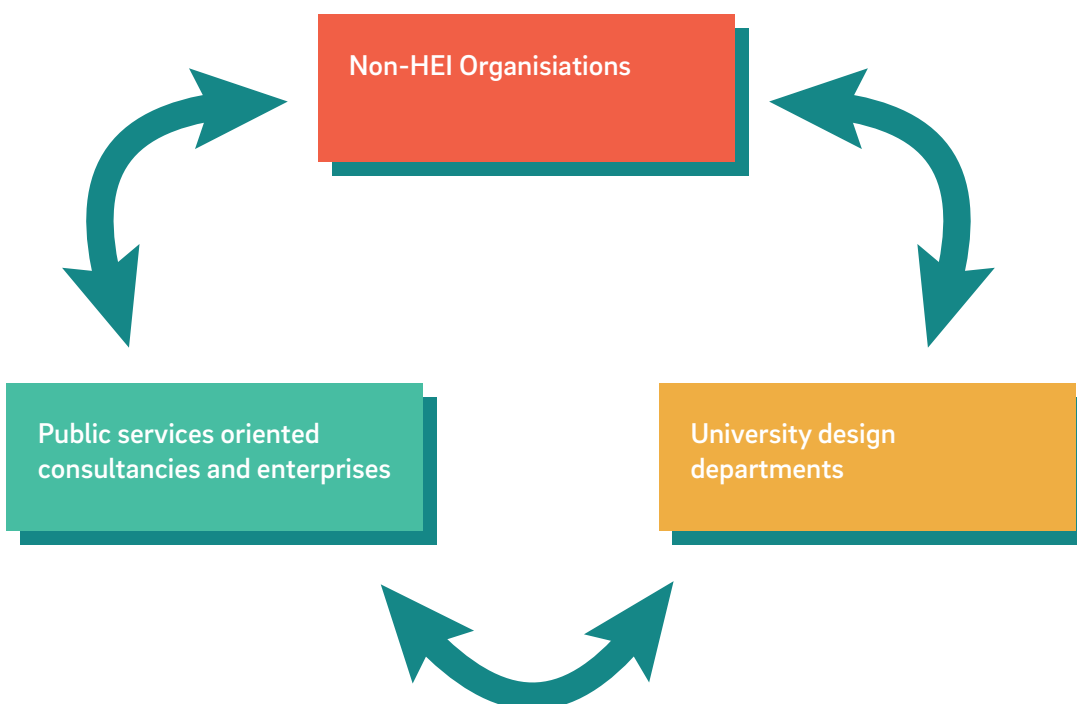 Non-HEI Organisiations
Public services oriented
consultancies and enterprises
University design
departments